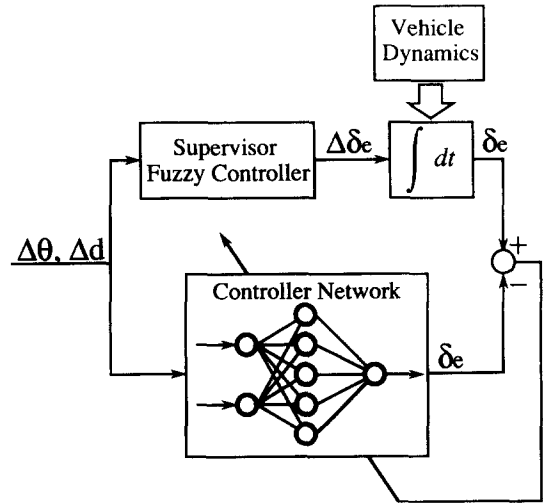 Vehicle
Dynamics
Supervisor
Fuzzy Controller
Δδe
∫ dt
δe
Δθ, Δd
+
−
Controller Network
δe